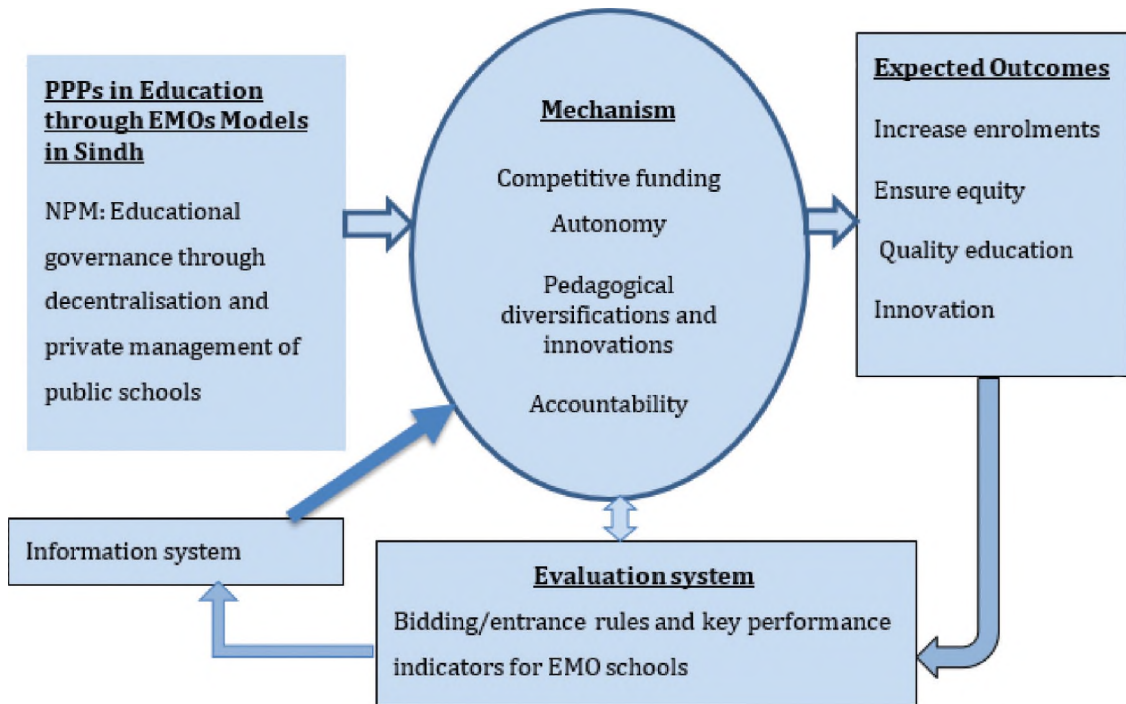 PPPs in Education
through EMOs Models
in Sindh
NPM: Educational
governance through
decentralisation and
private management of
public schools
Mechanism
Competitive funding
Autonomy
Pedagogical
diversifications and
innovations
Accountability
Expected Outcomes
Increase enrolments
Ensure equity
Quality education
Innovation
Information system
Evaluation system
Bidding/entrance rules and key performance
indicators for EMO schools